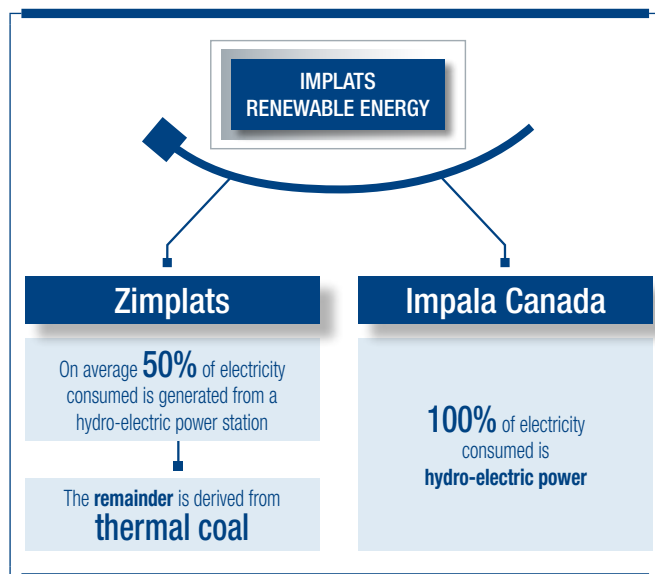 IMPLATS
RENEWABLE ENERGY
Zimplats
On average 50% of electricity
consumed is generated from a
hydro-electric power station
The remainder is derived from
thermal coal
Impala Canada
100% of electricity
consumed is
hydro-electric power